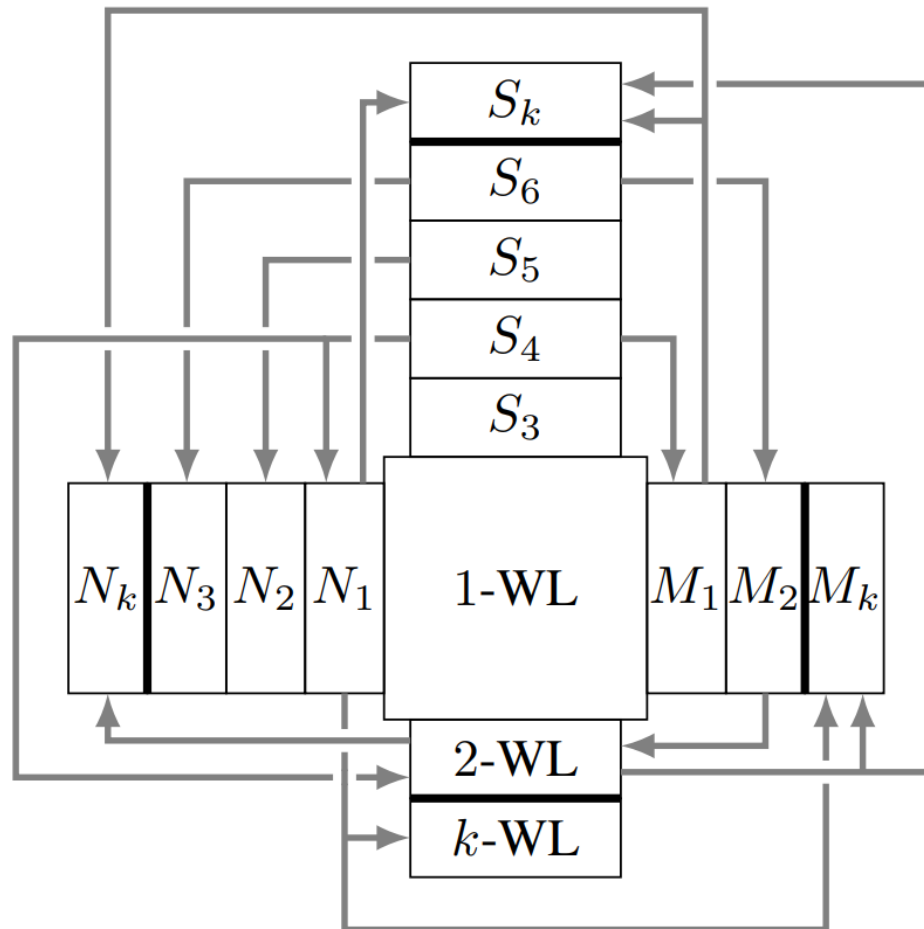 S_k
S_6
S_5
S_4
S_3
N_k N_3 N_2 N_1 1-WL M_1 M_2 M_k
2-WL
k-WL